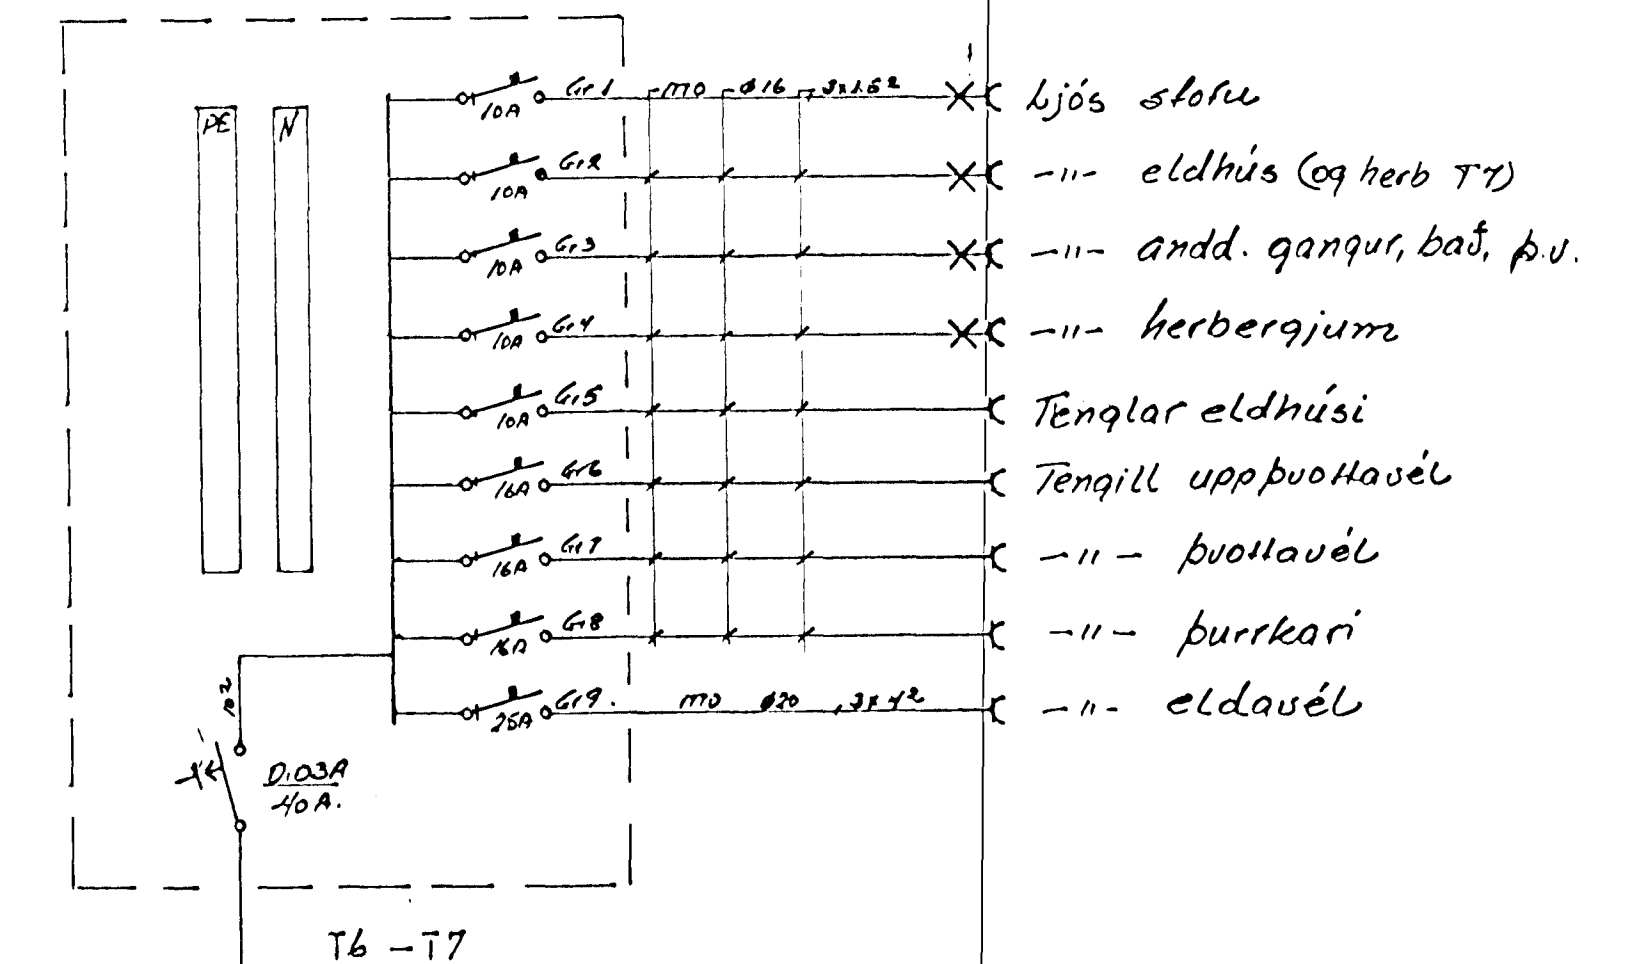 PE N
Gr1 10A mo ø16 3x1.5² Ljós stofu
Gr2 10A -"- eldhús (og herb T7)
Gr3 10A -"- andd. gangur, bað, þ.v.
Gr4 10A -"- herbergjum
Gr5 10A Tenglar eldhúsi
Gr6 16A Tengill uppþvottavél
Gr7 16A -"- þvottavél
Gr8 16A -"- þurrkari
Gr9. 25A mo ø20 3x4² -"- eldavél
10²
0.03A
40A.
T6 - T7